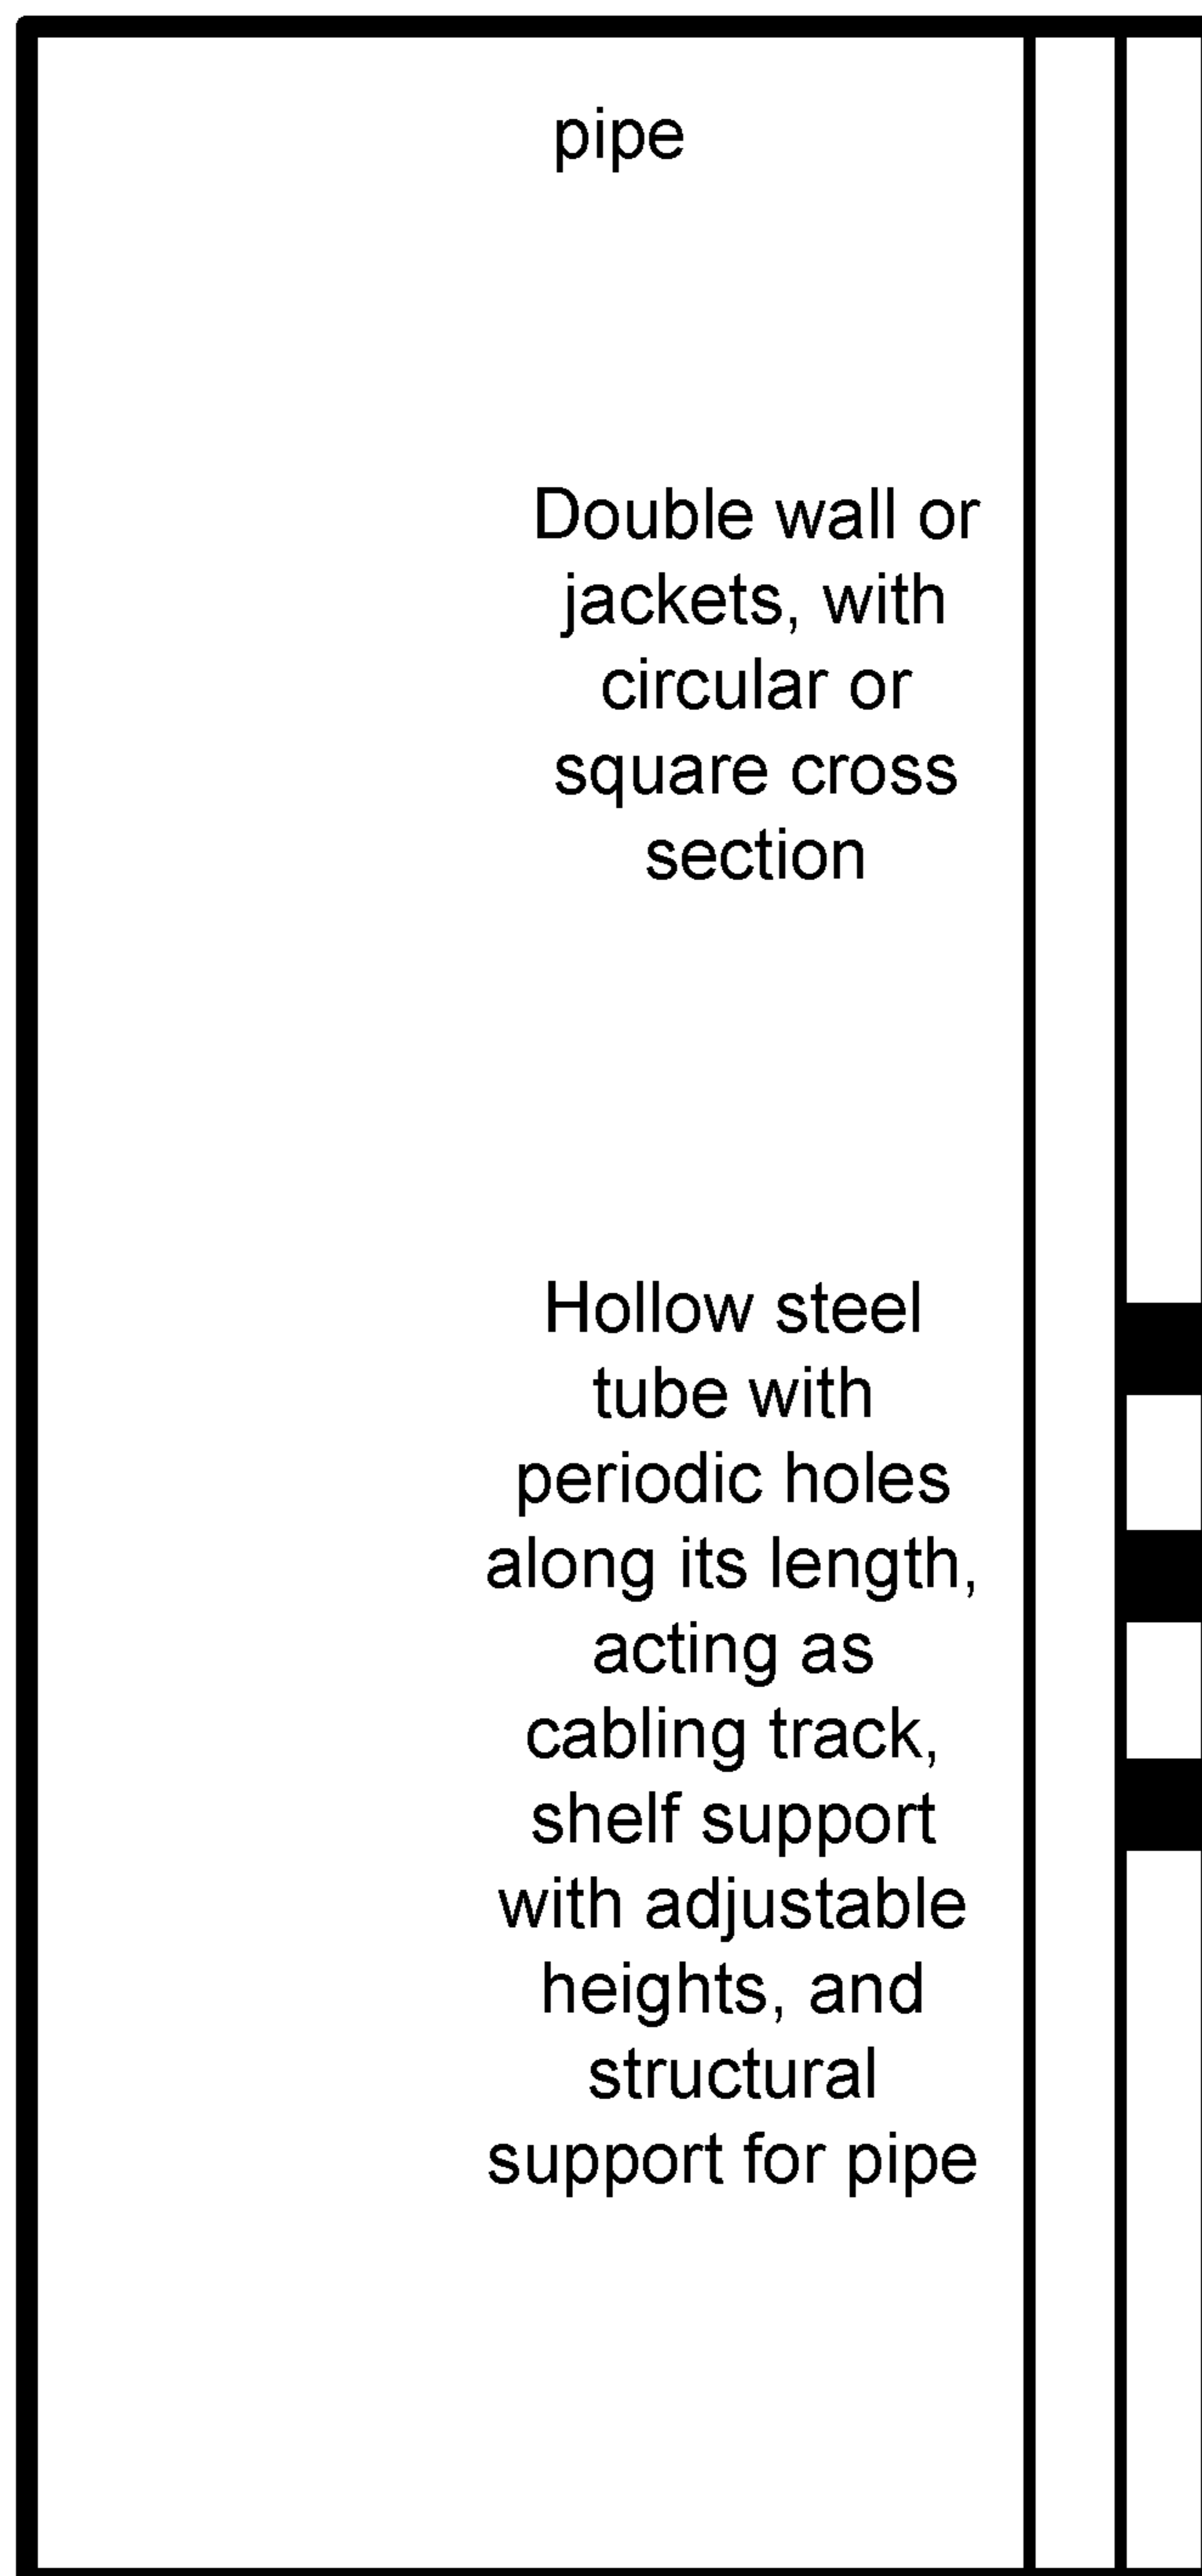 pipe
Double wall or
jackets, with
circular or
square cross
section
Hollow steel
tube with
periodic holes
along its length,
acting as
cabling track,
shelf support
with adjustable
heights, and
structural
support for pipe